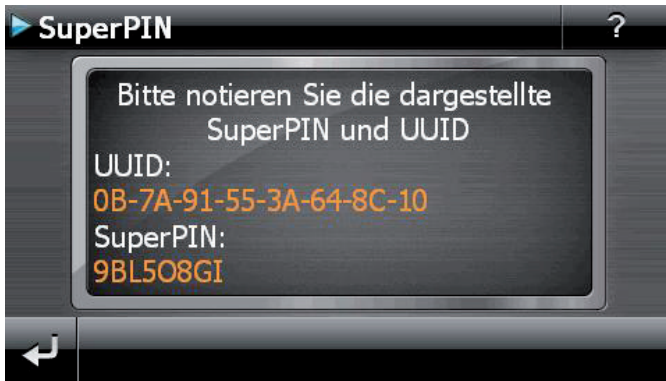 SuperPIN
?
Bitte notieren Sie die dargestellte
SuperPIN und UUID
UUID:
0B-7A-91-55-3A-64-8C-10
SuperPIN:
9BL5O8GI